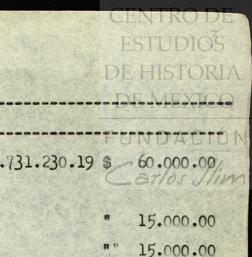 CENTRO DE
ESTUDIOS
DE HISTORIA
DE MEXICO
FUNDACIÓN
Carlos Slim
.731.230.19 $ 60.000.00
" 15.000.00
"" 15.000.00